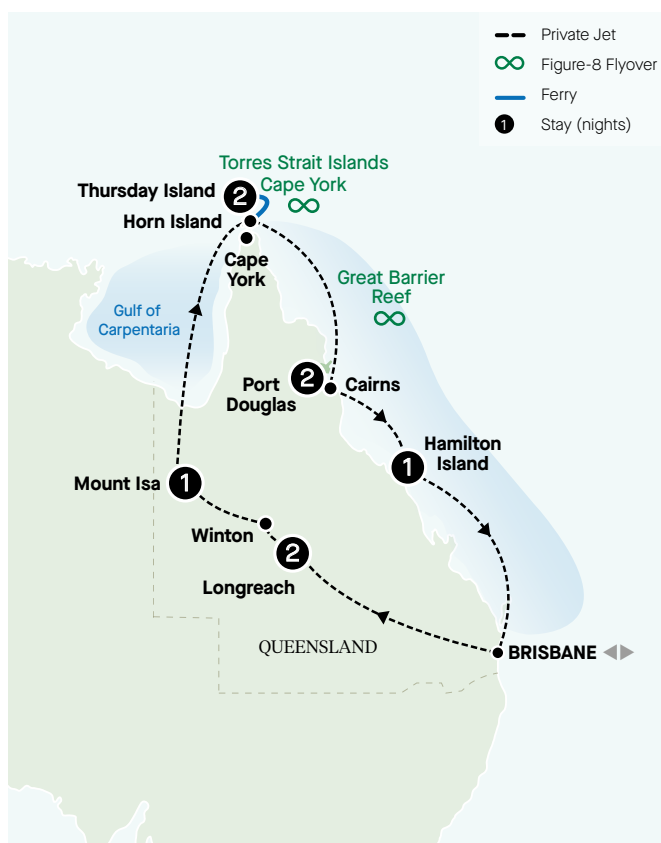 Private Jet
Figure-8 Flyover
Ferry
1
Stay (nights)
Torres Strait Islands
Cape York
Thursday Island
2
Horn Island
Cape
York
Great Barrier
Reef
Gulf of
Carpentaria
Port
Douglas
2
Cairns
Hamilton
Island
1
Mount Isa
1
Winton
2
Longreach
QUEENSLAND
BRISBANE